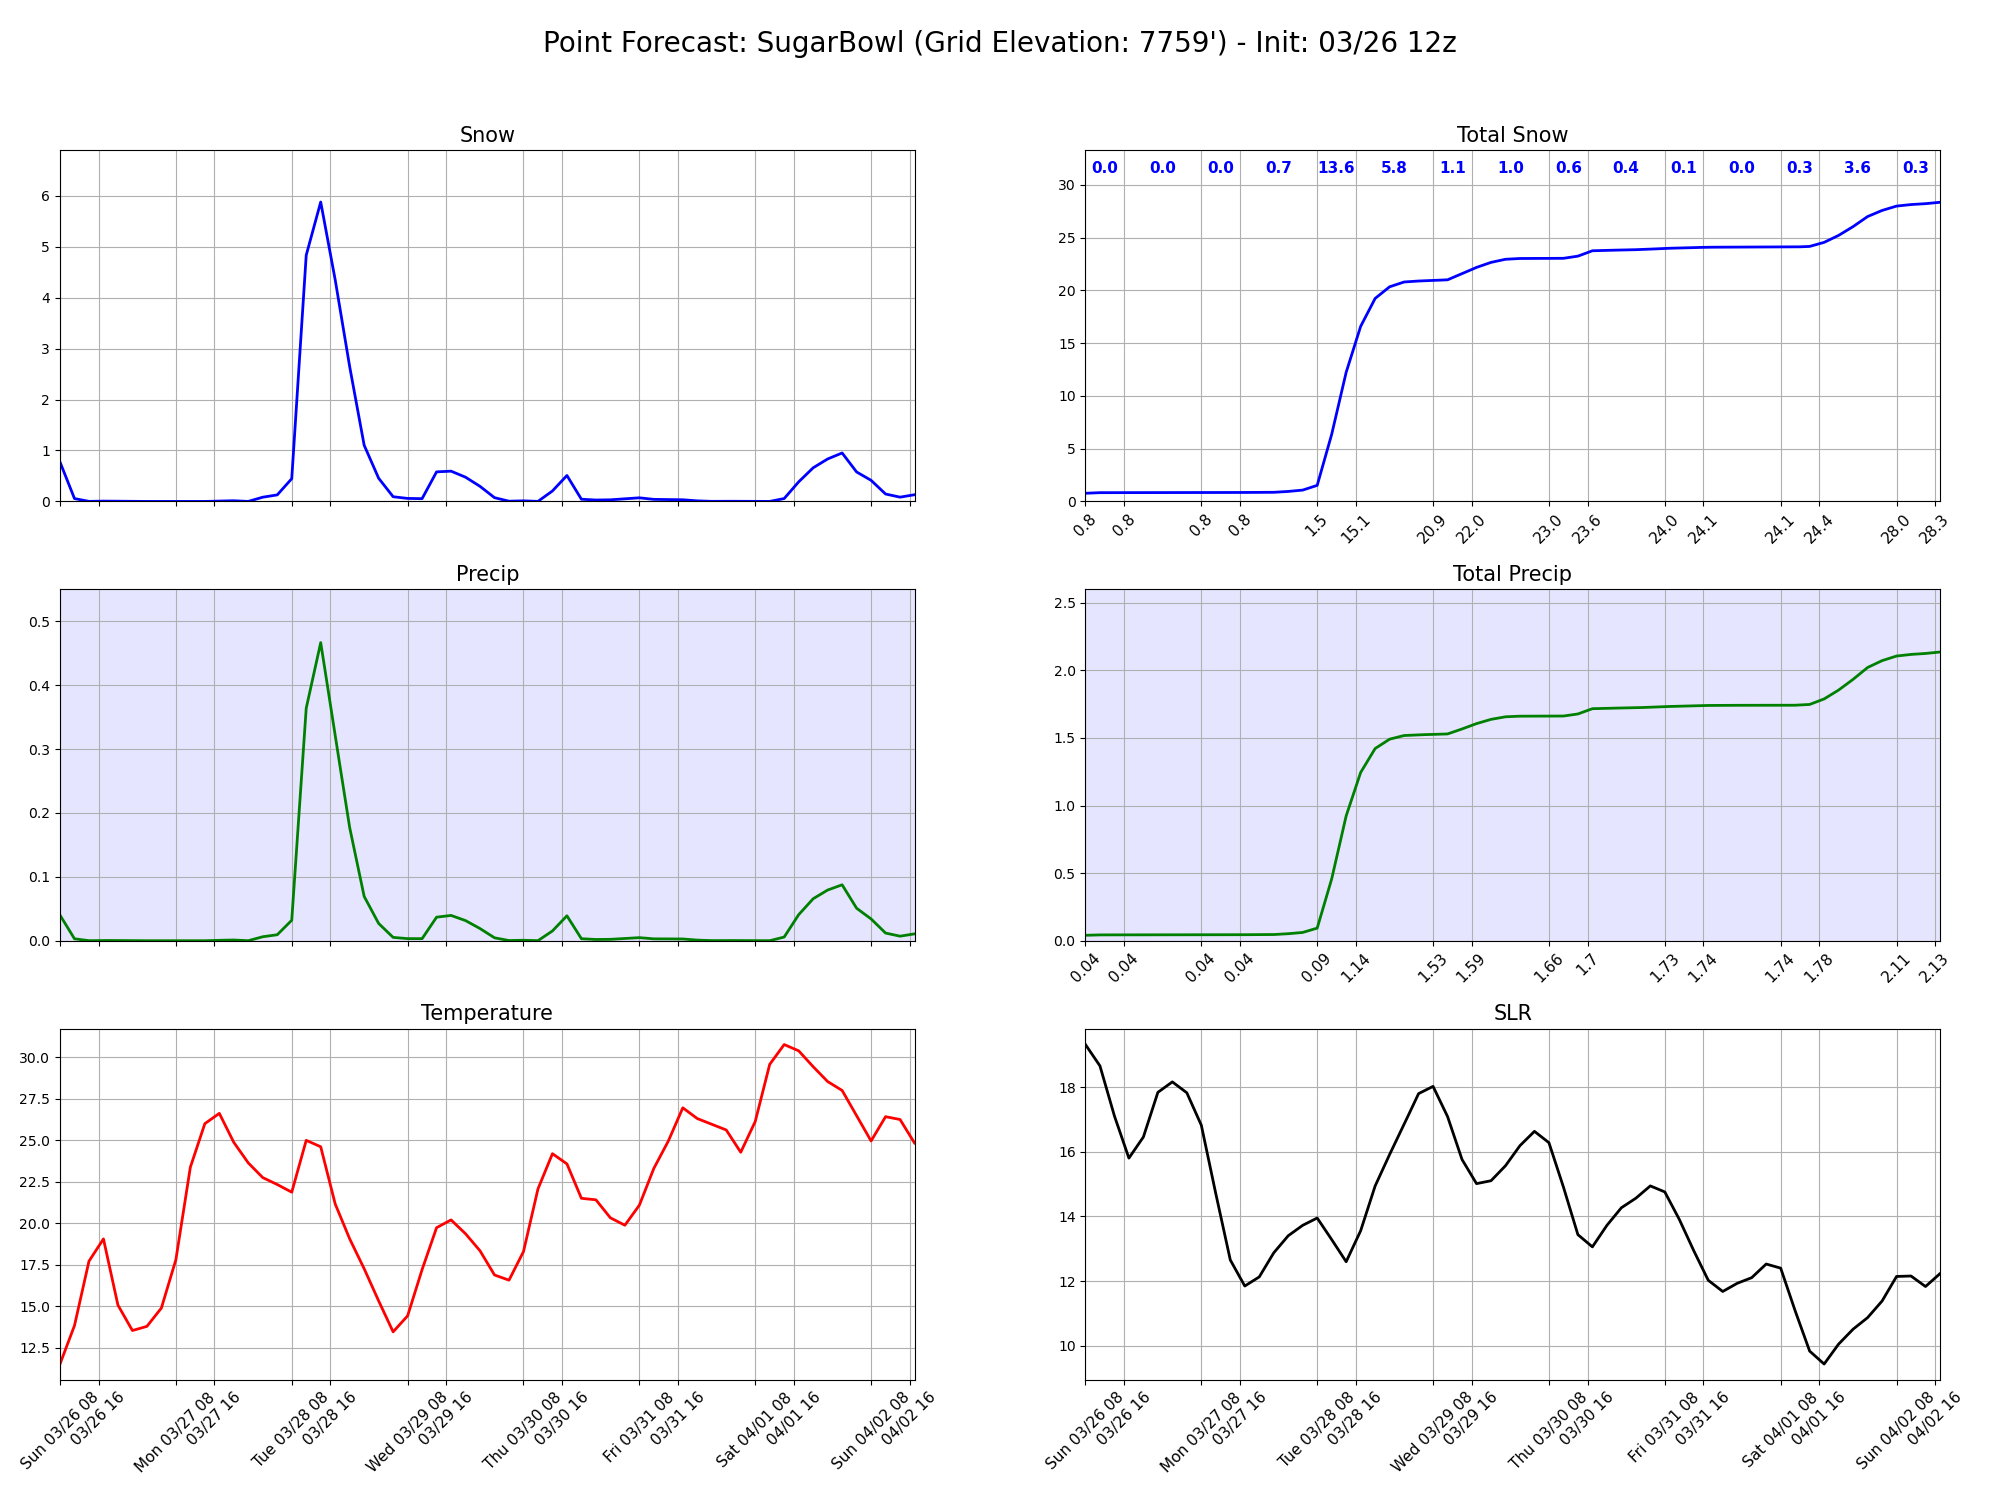 Point Forecast: SugarBowl (Grid Elevation: 7759') - Init: 03/26 12z
Snow
6
5
4
3
2
1
0
Total Snow
0.0 0.0 0.0 0.7 13.6 5.8 1.1 1.0 0.6 0.4 0.1 0.0 0.3 3.6 0.3
30
25
20
15
10
5
0
0.8 0.8 0.8 0.8 1.5 15.1 20.9 22.0 23.0 23.6 24.0 24.1 24.1 24.4 28.0 28.3
Precip
0.5
0.4
0.3
0.2
0.1
0.0
Total Precip
2.5
2.0
1.5
1.0
0.5
0.0
0.04 0.04 0.04 0.04 0.09 1.14 1.53 1.59 1.66 1.7 1.73 1.74 1.74 1.78 2.11 2.13
Temperature
30.0
27.5
25.0
22.5
20.0
17.5
15.0
12.5
Sun 03/26 08
03/26 16
Mon 03/27 08
03/27 16
Tue 03/28 08
03/28 16
Wed 03/29 08
03/29 16
Thu 03/30 08
03/30 16
Fri 03/31 08
03/31 16
Sat 04/01 08
04/01 16
Sun 04/02 08
04/02 16
SLR
18
16
14
12
10
Sun 03/26 08
03/26 16
Mon 03/27 08
03/27 16
Tue 03/28 08
03/28 16
Wed 03/29 08
03/29 16
Thu 03/30 08
03/30 16
Fri 03/31 08
03/31 16
Sat 04/01 08
04/01 16
Sun 04/02 08
04/02 16